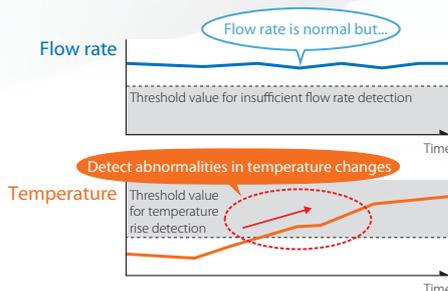 Flow rate is normal but...
Flow rate
Threshold value for insufficient flow rate detection
Time
Detect abnormalities in temperature changes
Temperature
Threshold value
for temperature
rise detection
Time